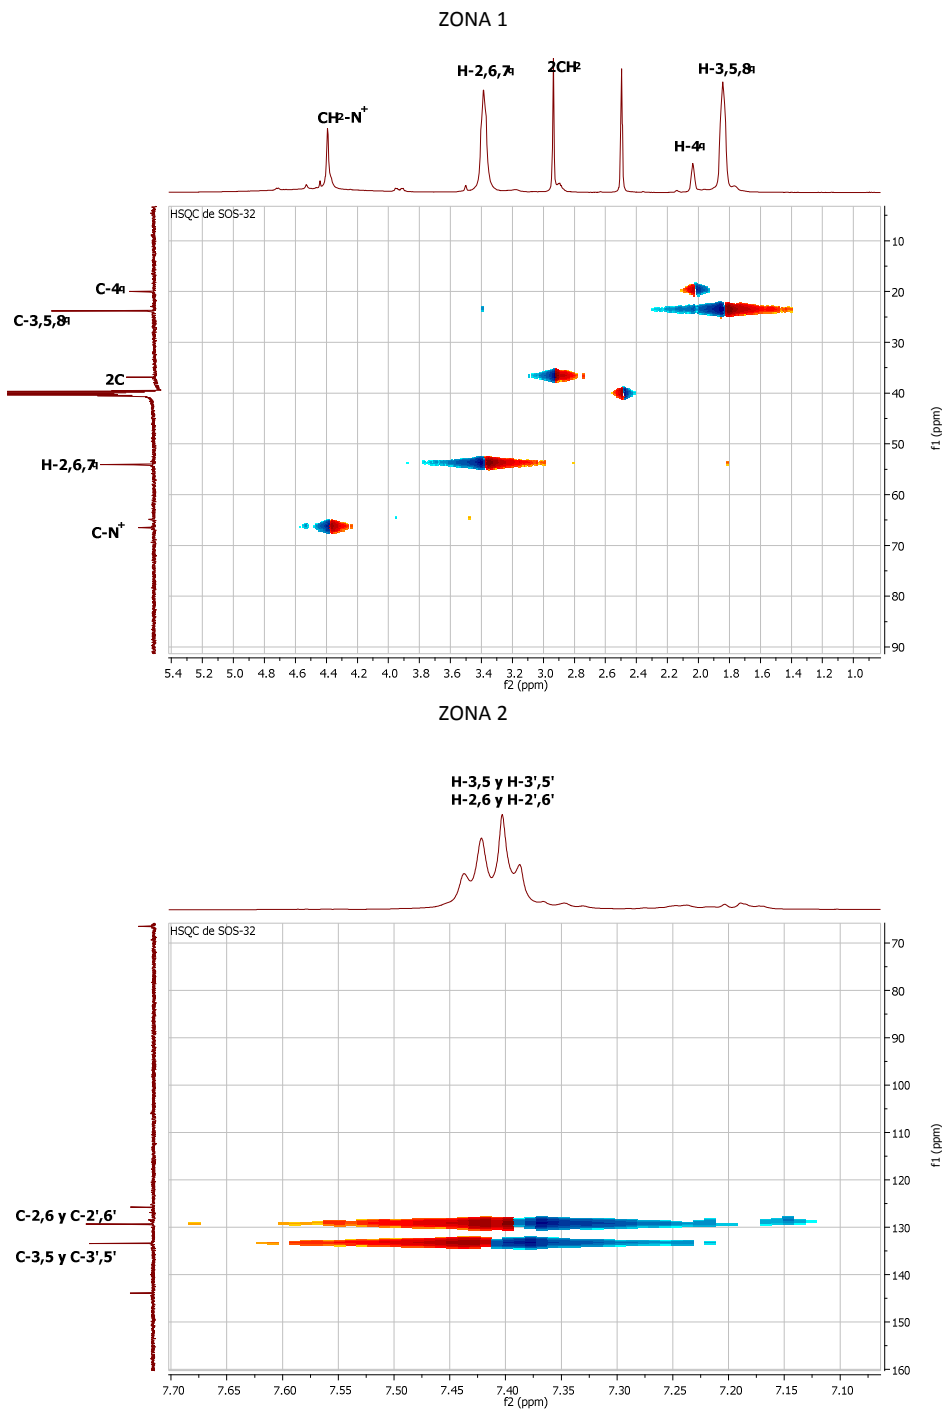 ZONA 1
H-2,6,7q
2CH2
H-3,5,8q
CH2-N+
H-4q
HSQC de SOS-32
C-4q
C-3,5,8q
2C
H-2,6,7q
C-N+
10
20
30
40
50
60
70
80
90
f1 (ppm)
5.4 5.2 5.0 4.8 4.6 4.4 4.2 4.0 3.8 3.6 3.4 3.2 3.0 2.8 2.6 2.4 2.2 2.0 1.8 1.6 1.4 1.2 1.0
f2 (ppm)
ZONA 2
H-3,5 y H-3',5'
H-2,6 y H-2',6'
HSQC de SOS-32
C-2,6 y C-2',6'
C-3,5 y C-3',5'
70
80
90
100
110
120
130
140
150
160
f1 (ppm)
7.70 7.65 7.60 7.55 7.50 7.45 7.40 7.35 7.30 7.25 7.20 7.15 7.10
f2 (ppm)